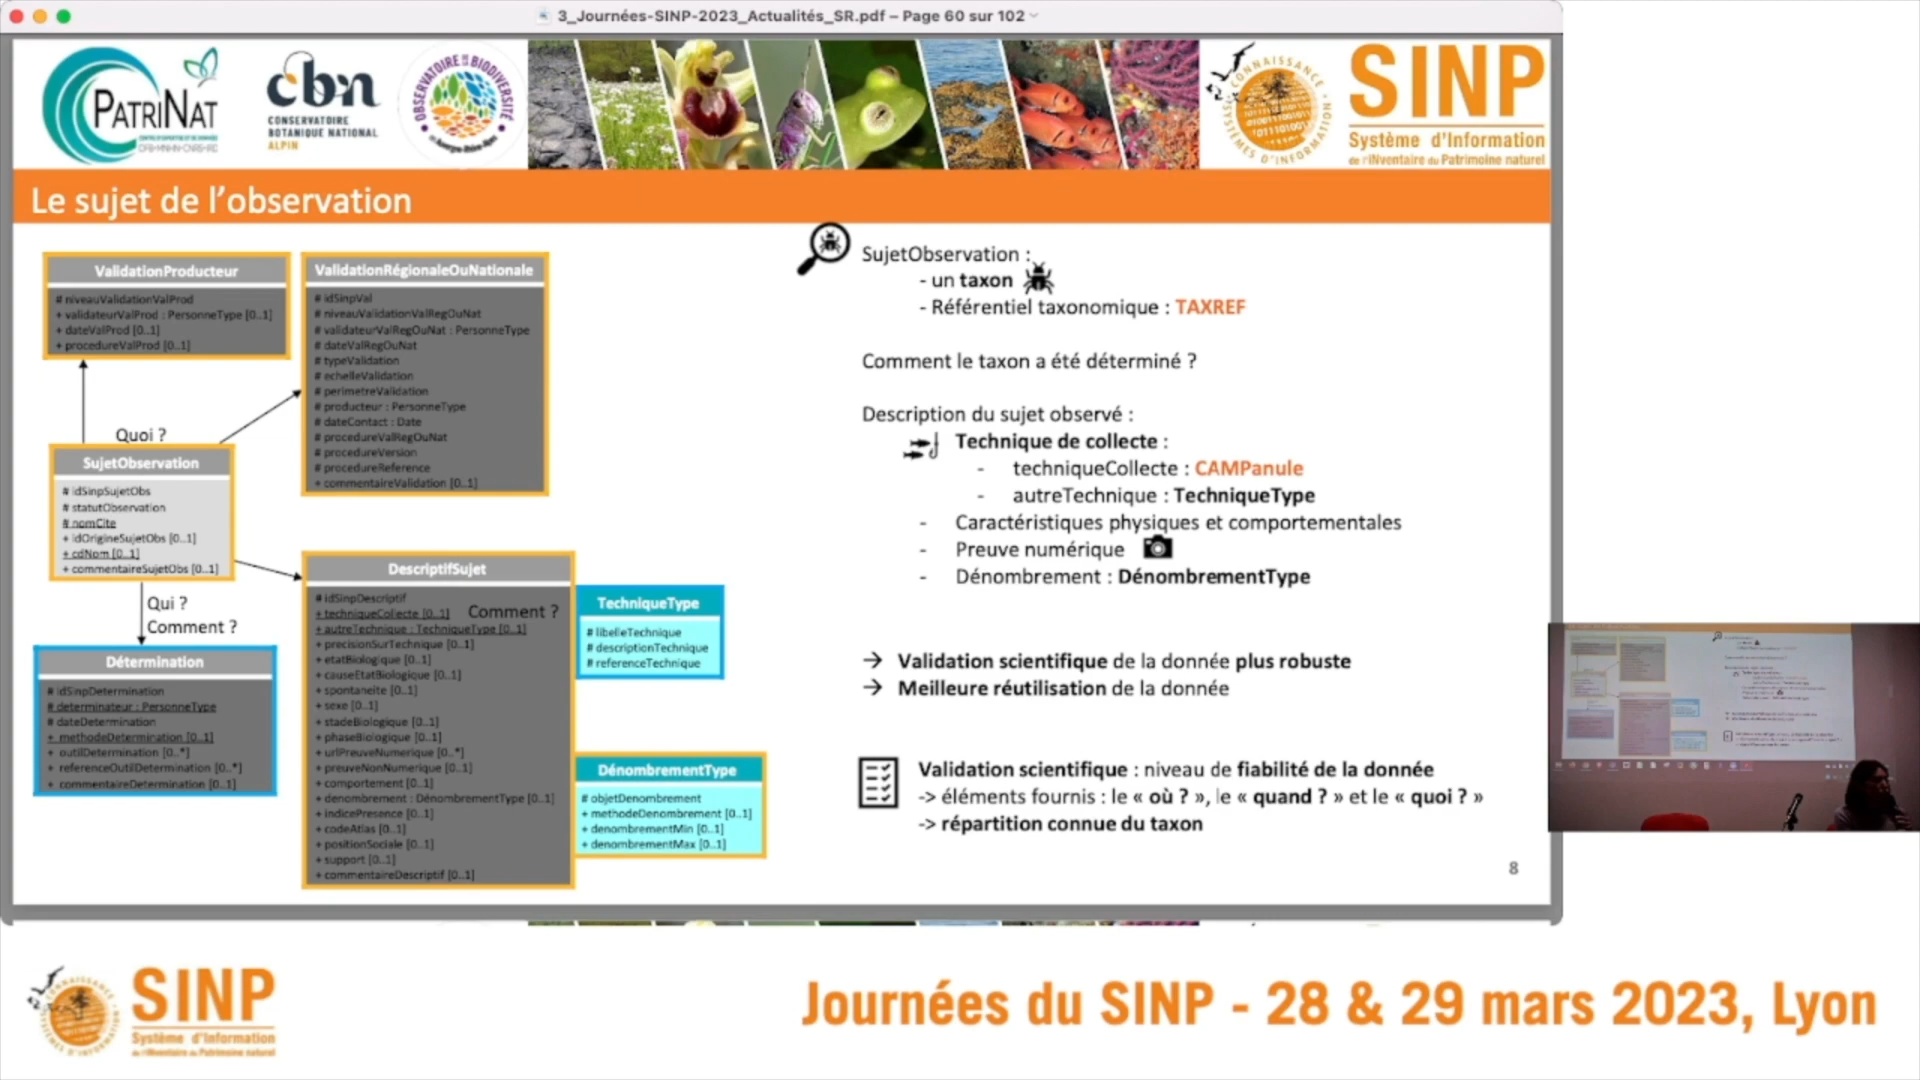 3_Journées-SINP-2023_Actualités_SR.pdf – Page 60 sur 102
PATRINAT
cbn
CONSERVATOIRE
BOTANIQUE NATIONAL
ALPIN
OBSERVATOIRE DE LA BIODIVERSITÉ
CONNAISSANCE
SYSTÈMES D'INFORMATION
SINP
Système d'Information
de l'iNventaire du Patrimoine naturel
Le sujet de l'observation
ValidationProducteur
# niveauValidationValProd
+ validateurValProd : PersonneType [0..1]
+ dateValProd [0..1]
+ procedureValProd [0..1]
ValidationRégionaleOuNationale
# idSinpVal
# niveauValidationValRegOuNat
# validateurValRegOuNat : PersonneType
# dateValRegOuNat
# typeValidation
# echelleValidation
# perimetreValidation
# producteur : PersonneType
# dateContact : Date
# procedureValRegOuNat
# procedureVersion
# procedureReference
+ commentaireValidation [0..1]
Quoi ?
SujetObservation
# idSinpSujetObs
# statutObservation
# nomCite
+ idOrigineSujetObs [0..1]
+ cdNom [0..1]
+ commentaireSujetObs [0..1]
Qui ?
Comment ?
Détermination
# idSinpDetermination
# determinateur : PersonneType
# dateDetermination
+ methodeDetermination [0..1]
+ outilDetermination [0..*]
+ referenceOutilDetermination [0..*]
+ commentaireDetermination [0..1]
DescriptifSujet
# idSinpDescriptif
+ techniqueCollecte [0..1]
Comment ?
+ autreTechnique : TechniqueType [0..1]
+ precisionSurTechnique [0..1]
+ etatBiologique [0..1]
+ causeEtatBiologique [0..1]
+ spontaneite [0..1]
+ sexe [0..1]
+ stadeBiologique [0..1]
+ phaseBiologique [0..1]
+ urlPreuveNumerique [0..*]
+ preuveNonNumerique [0..1]
+ comportement [0..1]
+ denombrement : DénombrementType [0..1]
+ indicePresence [0..1]
+ codeAtlas [0..1]
+ positionSociale [0..1]
+ support [0..1]
+ commentaireDescriptif [0..1]
TechniqueType
# libelleTechnique
# descriptionTechnique
# referenceTechnique
DénombrementType
# objetDenombrement
+ methodeDenombrement [0..1]
+ denombrementMin [0..1]
+ denombrementMax [0..1]
SujetObservation :
- un taxon
- Référentiel taxonomique : TAXREF
Comment le taxon a été déterminé ?
Description du sujet observé :
Technique de collecte :
- techniqueCollecte : CAMPanule
- autreTechnique : TechniqueType
- Caractéristiques physiques et comportementales
- Preuve numérique
- Dénombrement : DénombrementType
→ Validation scientifique de la donnée plus robuste
→ Meilleure réutilisation de la donnée
Validation scientifique : niveau de fiabilité de la donnée
-> éléments fournis : le « où ? », le « quand ? » et le « quoi ? »
-> répartition connue du taxon
8
SINP
Système d'Information
de l'iNventaire du Patrimoine naturel
Journées du SINP - 28 & 29 mars 2023, Lyon